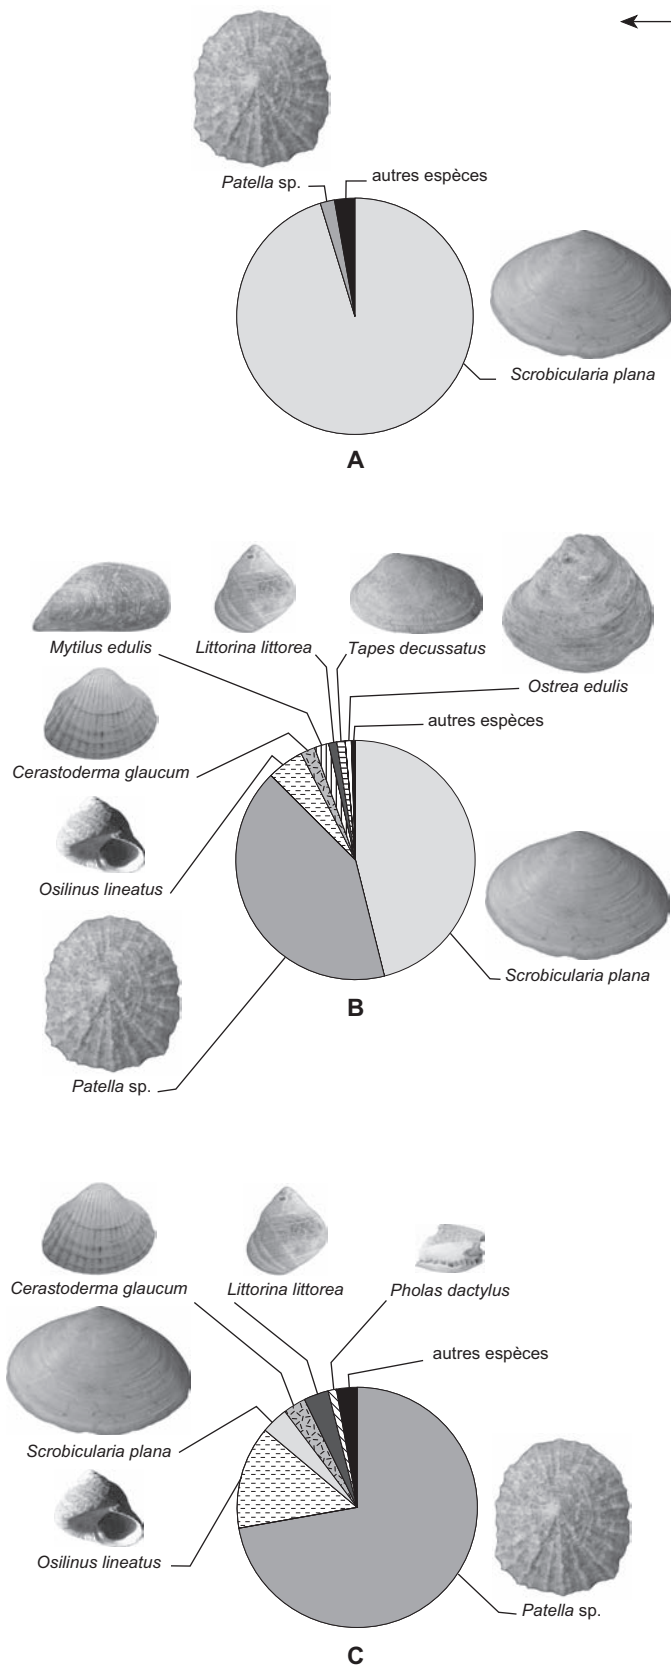 Patella sp.
autres espèces
Scrobicularia plana
A
Mytilus edulis
Littorina littorea
Tapes decussatus
Ostrea edulis
autres espèces
Cerastoderma glaucum
Osilinus lineatus
Scrobicularia plana
B
Patella sp.
Cerastoderma glaucum
Littorina littorea
Pholas dactylus
autres espèces
Scrobicularia plana
Osilinus lineatus
Patella sp.
C